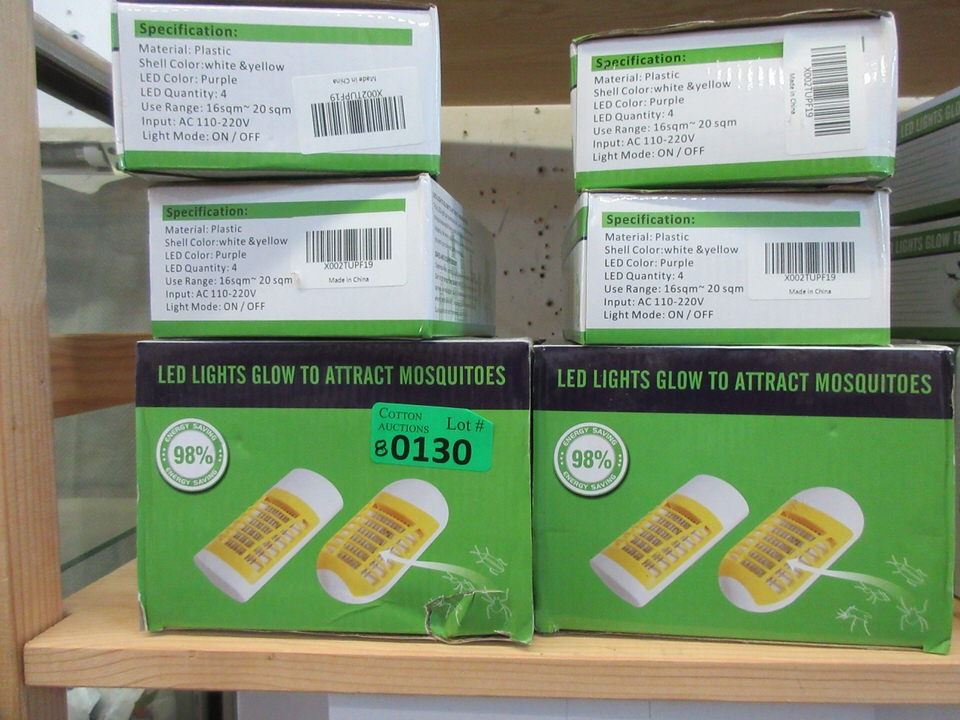 Specification:
Material: Plastic
Shell Color:white &yellow
LED Color: Purple
LED Quantity: 4
Use Range: 16sqm~ 20 sqm
Input: AC 110-220V
Light Mode: ON / OFF
X002TUPF19
Made in China
Specification:
Material: Plastic
Shell Color:white &yellow
LED Color: Purple
LED Quantity: 4
Use Range: 16sqm~ 20 sqm
Input: AC 110-220V
Light Mode: ON / OFF
X002TUPF19
Made in China
Specification:
Material: Plastic
Shell Color:white &yellow
LED Color: Purple
LED Quantity: 4
Use Range: 16sqm~ 20 sqm
Input: AC 110-220V
Light Mode: ON / OFF
X002TUPF19
Made in China
Specification:
Material: Plastic
Shell Color:white &yellow
LED Color: Purple
LED Quantity: 4
Use Range: 16sqm~ 20 sqm
Input: AC 110-220V
Light Mode: ON / OFF
X002TUPF19
Made in China
LED LIGHTS GLOW TO ATTRACT MOSQUITOES
ENERGY SAVING
98%
ENERGY SAVING
COTTON AUCTIONS Lot #
8 0130
LED LIGHTS GLOW TO ATTRACT MOSQUITOES
ENERGY SAVING
98%
ENERGY SAVING
LED LIGHTS GLO
LIGHTS GLOW